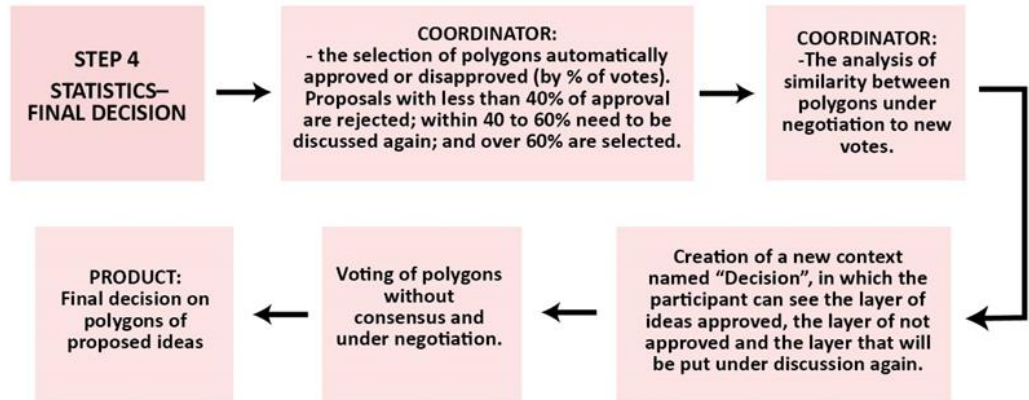 STEP 4
STATISTICS–
FINAL DECISION
COORDINATOR:
- the selection of polygons automatically
approved or disapproved (by % of votes).
Proposals with less than 40% of approval
are rejected; within 40 to 60% need to be
discussed again; and over 60% are selected.
COORDINATOR:
-The analysis of
similarity between
polygons under
negotiation to new
votes.
Creation of a new context
named “Decision”, in which the
participant can see the layer of
ideas approved, the layer of not
approved and the layer that will
be put under discussion again.
Voting of polygons
without
consensus and
under negotiation.
PRODUCT:
Final decision on
polygons of
proposed ideas